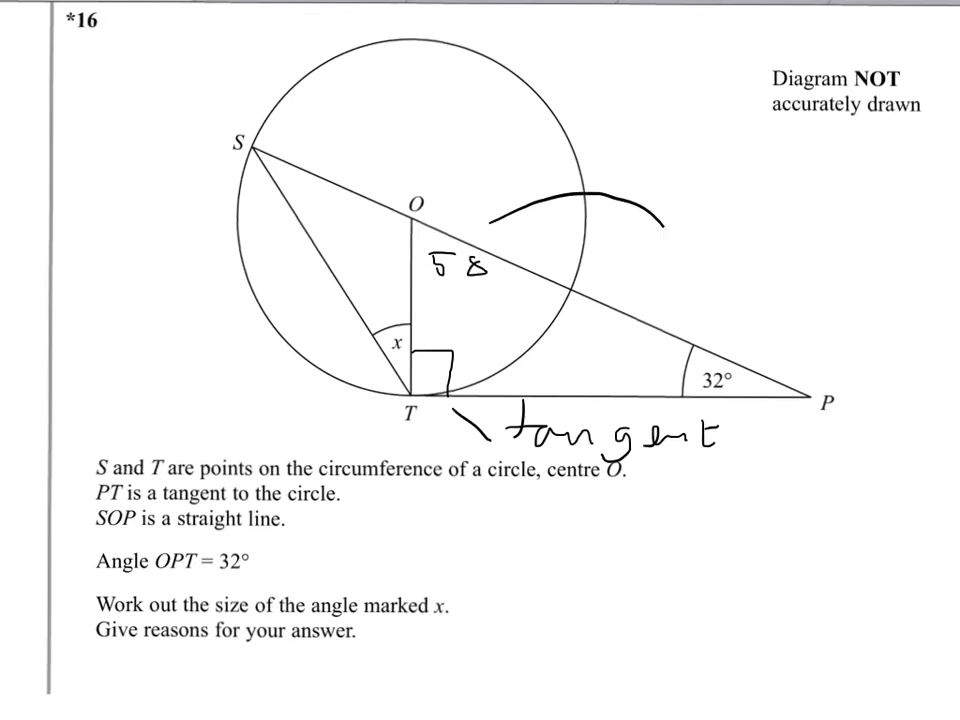 *16
Diagram NOT
accurately drawn
S
O
58
x
32°
T
P
tangent
S and T are points on the circumference of a circle, centre O.
PT is a tangent to the circle.
SOP is a straight line.
Angle OPT = 32°
Work out the size of the angle marked x.
Give reasons for your answer.